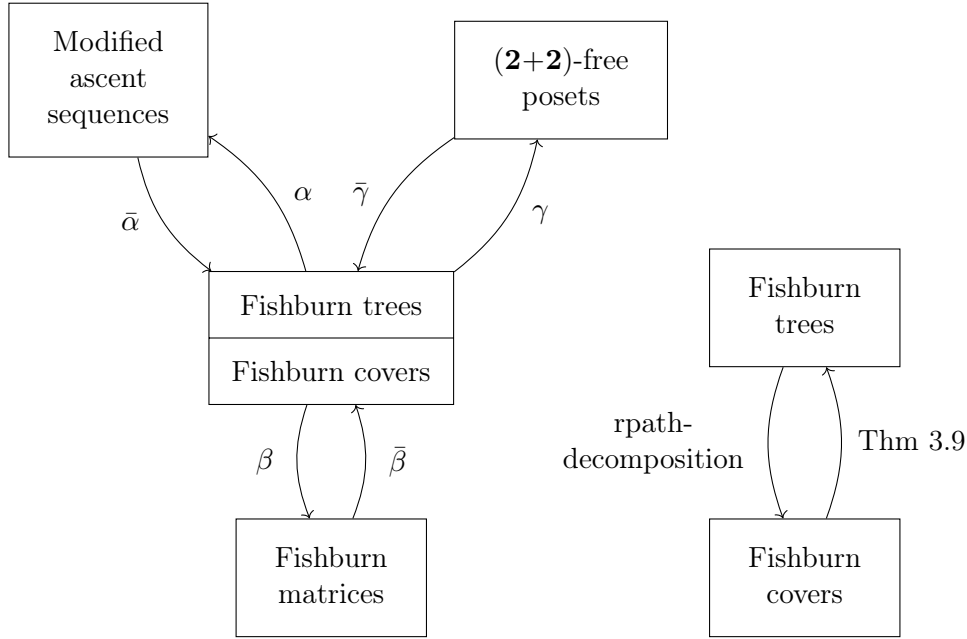 Modified
ascent
sequences
(2+2)-free
posets
ᾱ
α
γ̄
γ
Fishburn trees
Fishburn covers
β
β̄
Fishburn
matrices
Fishburn
trees
rpath-
decomposition
Thm 3.9
Fishburn
covers